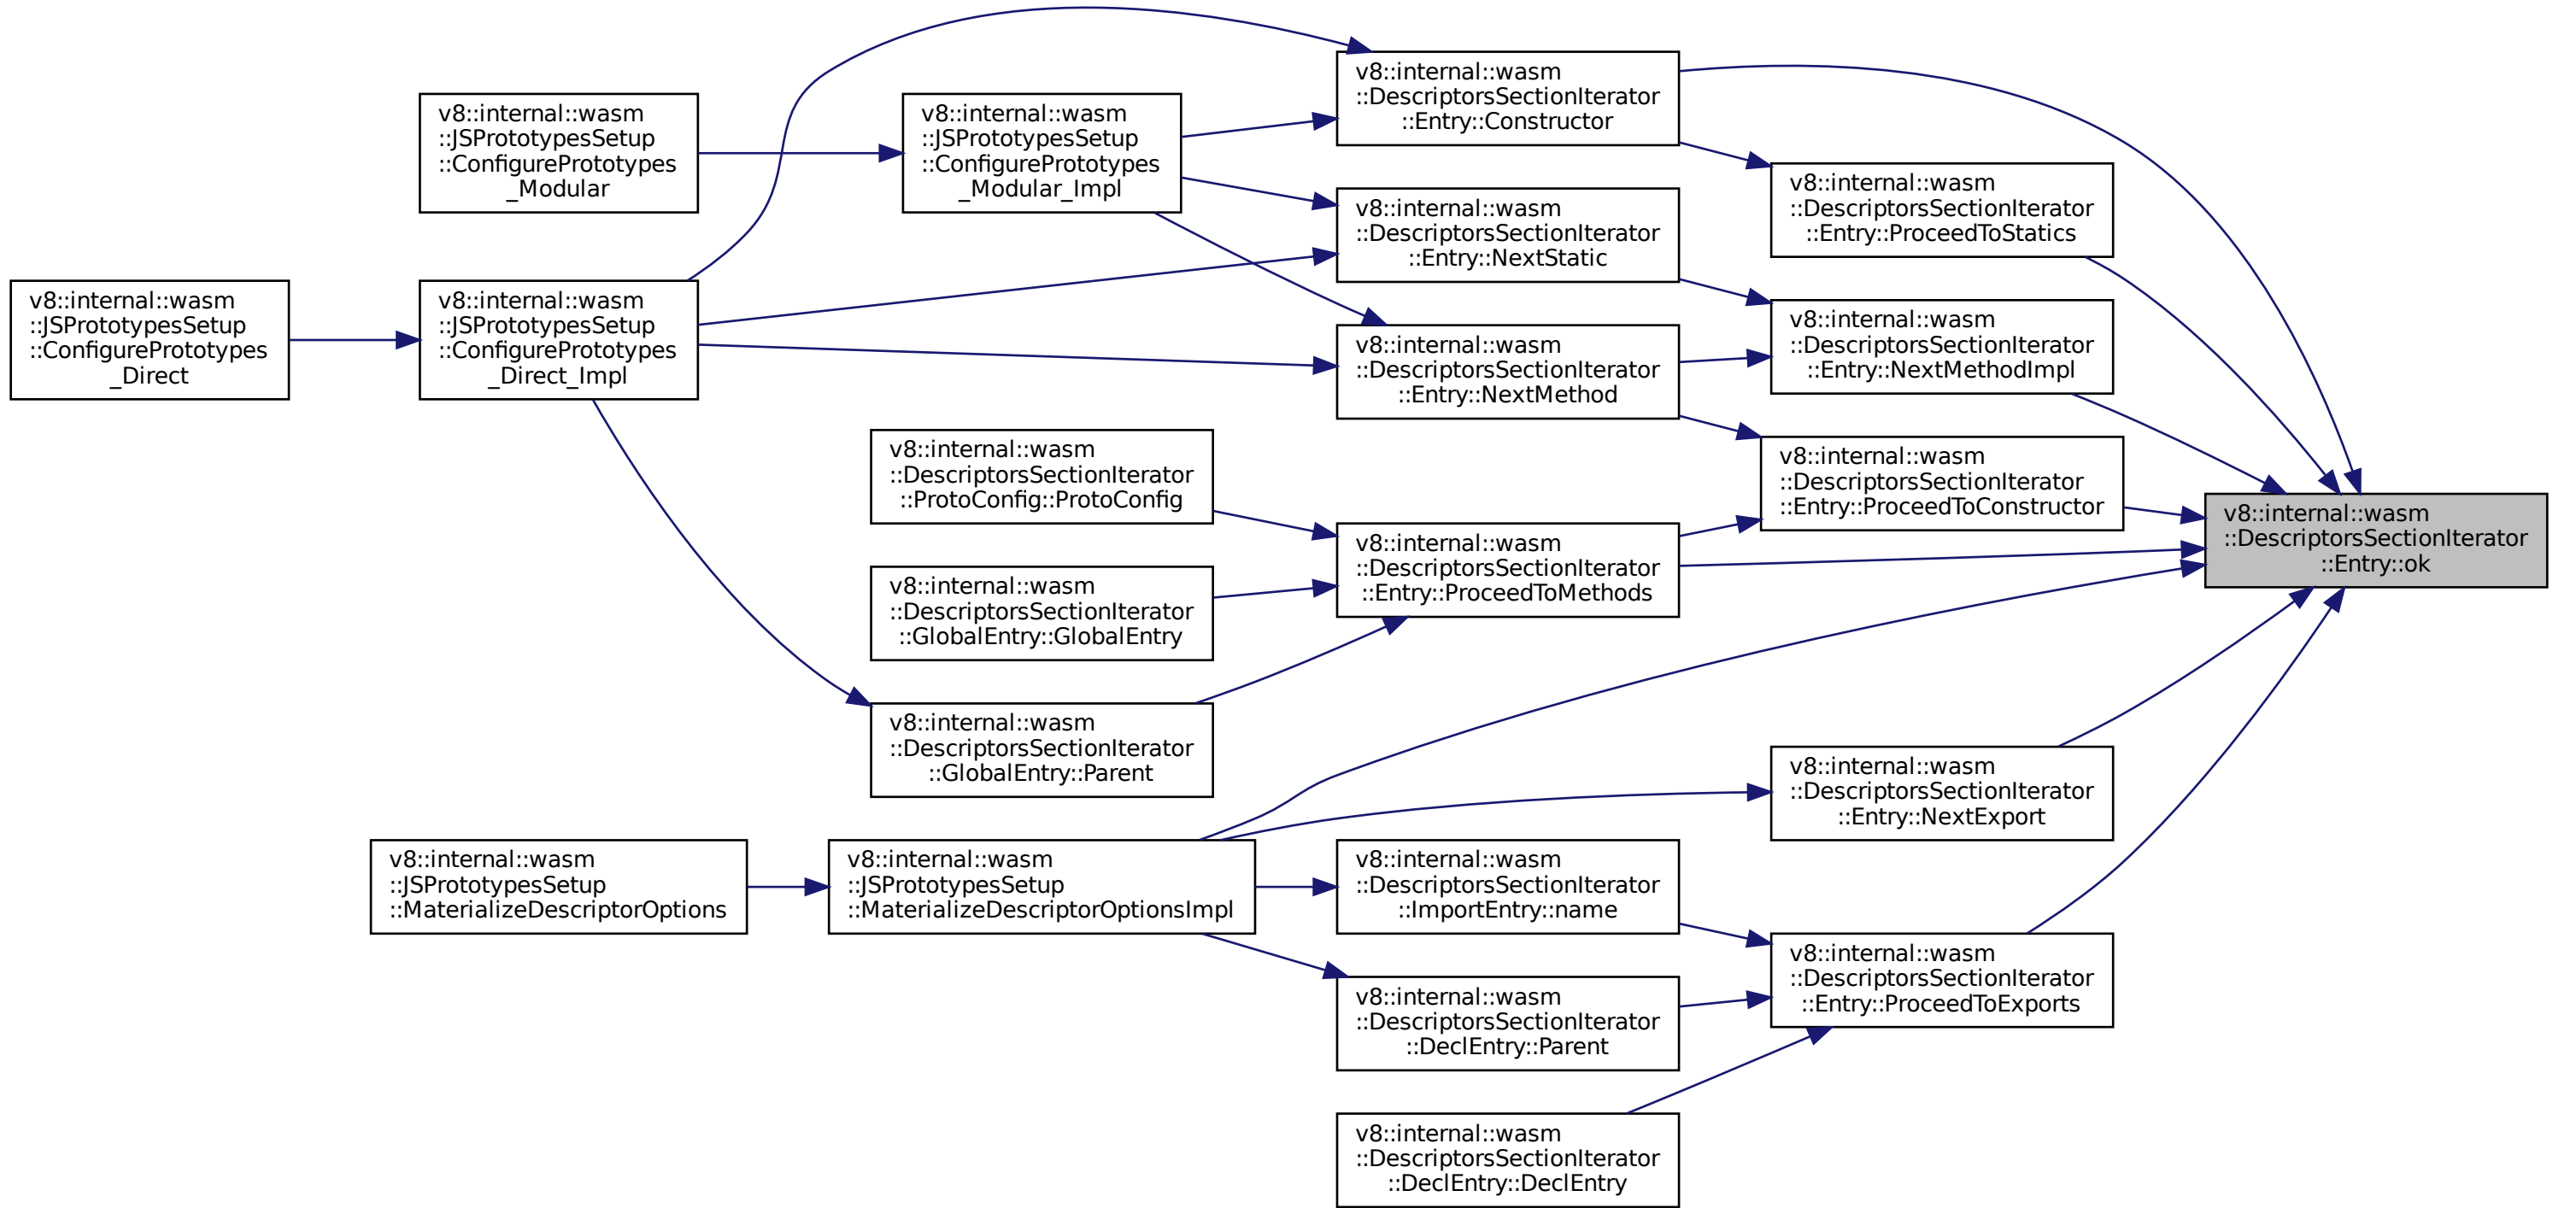 v8::internal::wasm
::DescriptorsSectionIterator
::Entry::Constructor
v8::internal::wasm
::JSPrototypesSetup
::ConfigurePrototypes
_Modular
v8::internal::wasm
::JSPrototypesSetup
::ConfigurePrototypes
_Modular_Impl
v8::internal::wasm
::DescriptorsSectionIterator
::Entry::ProceedToStatics
v8::internal::wasm
::DescriptorsSectionIterator
::Entry::NextStatic
v8::internal::wasm
::JSPrototypesSetup
::ConfigurePrototypes
_Direct
v8::internal::wasm
::JSPrototypesSetup
::ConfigurePrototypes
_Direct_Impl
v8::internal::wasm
::DescriptorsSectionIterator
::Entry::NextMethodImpl
v8::internal::wasm
::DescriptorsSectionIterator
::Entry::NextMethod
v8::internal::wasm
::DescriptorsSectionIterator
::ProtoConfig::ProtoConfig
v8::internal::wasm
::DescriptorsSectionIterator
::Entry::ProceedToConstructor
v8::internal::wasm
::DescriptorsSectionIterator
::Entry::ok
v8::internal::wasm
::DescriptorsSectionIterator
::Entry::ProceedToMethods
v8::internal::wasm
::DescriptorsSectionIterator
::GlobalEntry::GlobalEntry
v8::internal::wasm
::DescriptorsSectionIterator
::GlobalEntry::Parent
v8::internal::wasm
::DescriptorsSectionIterator
::Entry::NextExport
v8::internal::wasm
::JSPrototypesSetup
::MaterializeDescriptorOptions
v8::internal::wasm
::JSPrototypesSetup
::MaterializeDescriptorOptionsImpl
v8::internal::wasm
::DescriptorsSectionIterator
::ImportEntry::name
v8::internal::wasm
::DescriptorsSectionIterator
::Entry::ProceedToExports
v8::internal::wasm
::DescriptorsSectionIterator
::DeclEntry::Parent
v8::internal::wasm
::DescriptorsSectionIterator
::DeclEntry::DeclEntry